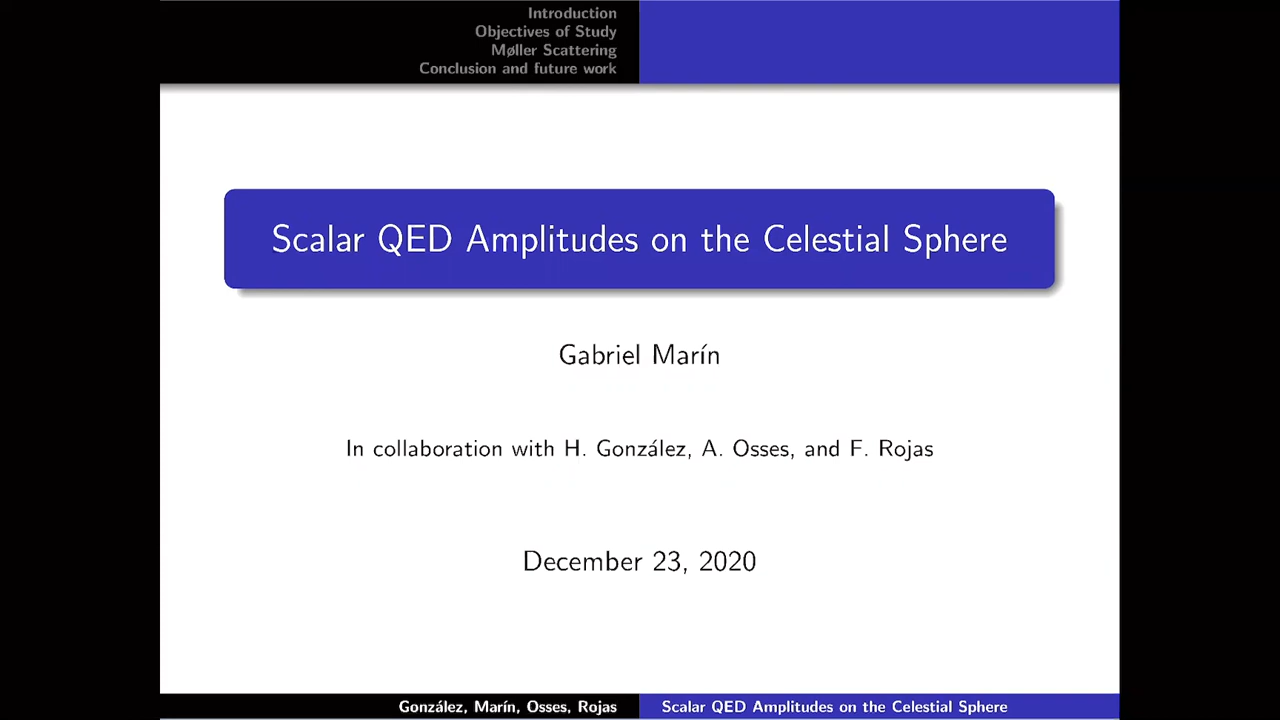 Introduction
Objectives of Study
Møller Scattering
Conclusion and future work
Scalar QED Amplitudes on the Celestial Sphere
Gabriel Marín
In collaboration with H. González, A. Osses, and F. Rojas
December 23, 2020
González, Marín, Osses, Rojas
Scalar QED Amplitudes on the Celestial Sphere